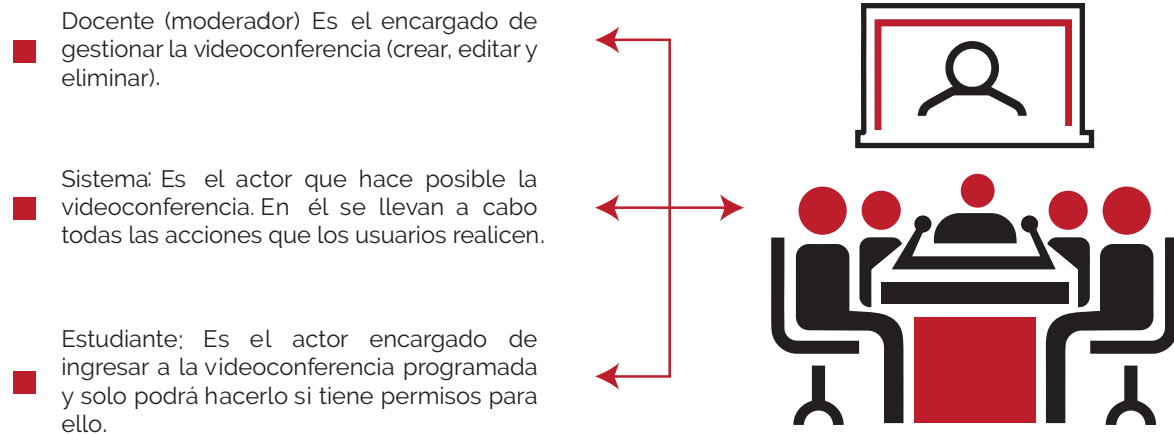 Docente (moderador) Es el encargado de
gestionar la videoconferencia (crear, editar y
eliminar).
Sistema: Es el actor que hace posible la
videoconferencia. En él se llevan a cabo
todas las acciones que los usuarios realicen.
Estudiante: Es el actor encargado de
ingresar a la videoconferencia programada
y solo podrá hacerlo si tiene permisos para
ello.